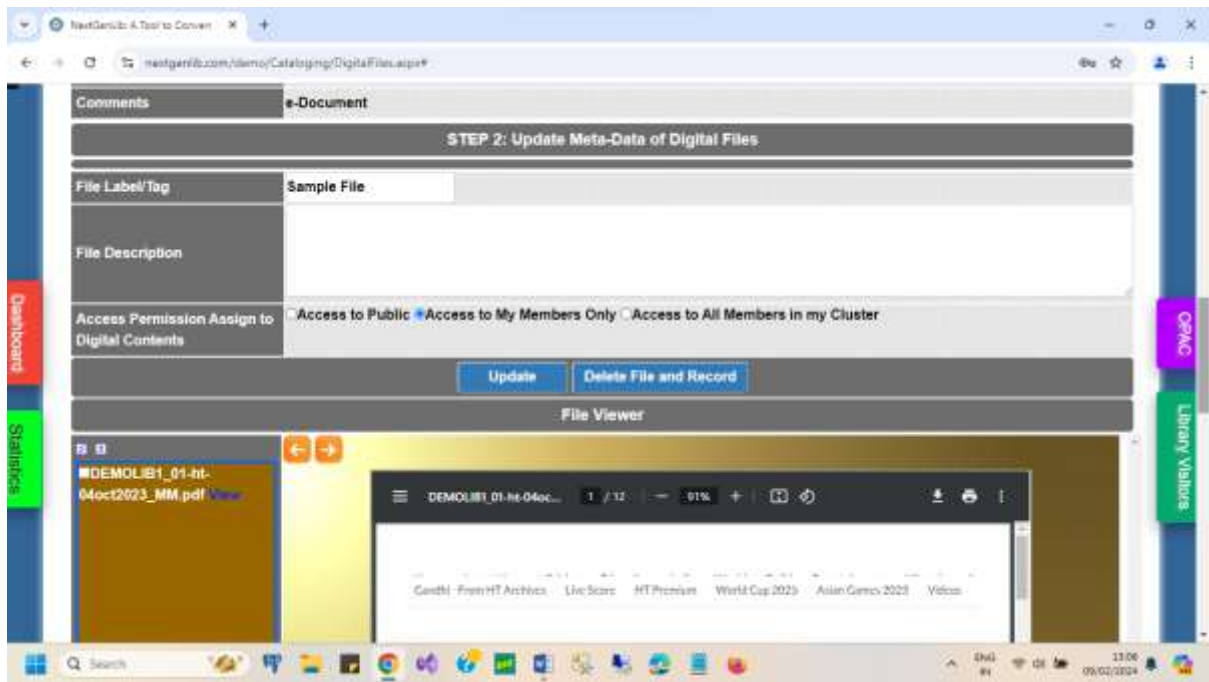 NextGenLib: A Tool to Conver
nextgenlib.com/demo/Cataloging/DigitalFiles.aspx#
Comments e-Document
STEP 2: Update Meta-Data of Digital Files
File Label/Tag Sample File
File Description
Access Permission Assign to
Digital Contents
Access to Public Access to My Members Only Access to All Members in my Cluster
Update Delete File and Record
File Viewer
DEMOLIB1_01-ht-
04oct2023_MM.pdf View
DEMOLIB1_01-ht-04oc... 1 / 12 91%
Gandhi - From HT Archives Live Score HT Premium World Cup 2023 Asian Games 2023 Videos
Dashboard
Statistics
OPAC
Library Visitors
Search
ENG
IN
13:06
09/02/2024